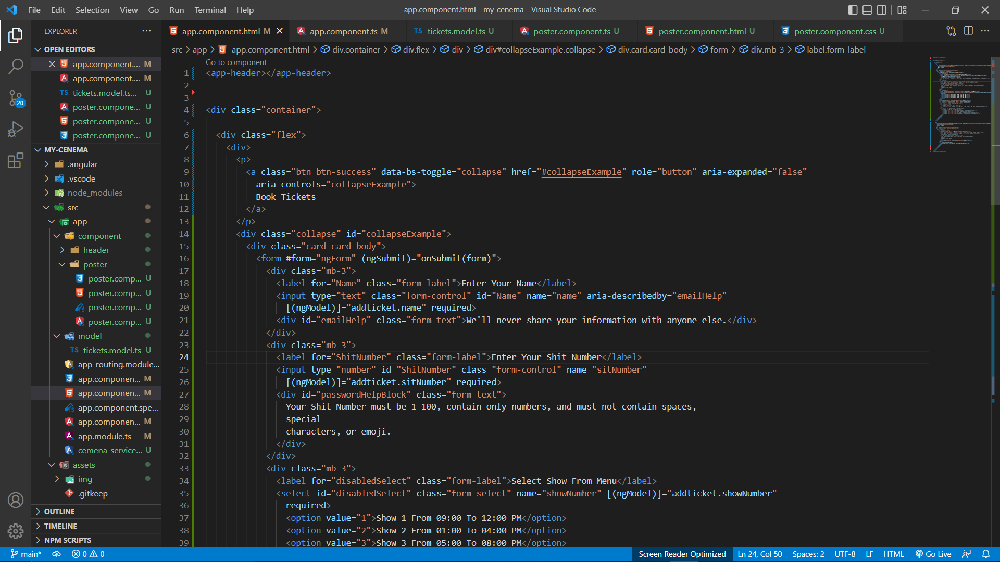 File Edit Selection View Go Run Terminal Help
app.component.html - my-cenema - Visual Studio Code
EXPLORER
app.component.html M
app.component.ts M
TS tickets.model.ts U
poster.component.ts U
poster.component.html U
poster.component.css U
src > app > app.component.html > div.container > div.flex > div > div#collapseExample.collapse > div.card.card-body > form > div.mb-3 > label.form-label
OPEN EDITORS
app.component.... M
app.component.... M
TS tickets.model.ts... U
poster.compone... U
poster.compone... U
poster.compone... U
20
MY-CENEMA
.angular
.vscode
node_modules
src
app
component
header
poster
poster.comp... U
poster.comp... U
poster.comp... U
poster.comp... U
model
TS tickets.model.ts U
app-routing.module...
app.componen... M
app.componen... M
app.component.spe...
app.componen... M
app.module.ts M
cemena-service... U
assets
img
.gitkeep
OUTLINE
TIMELINE
NPM SCRIPTS
Go to component
1 <app-header></app-header>
2
3
4 <div class="container">
5
6 <div class="flex">
7 <div>
8 <p>
9 <a class="btn btn-success" data-bs-toggle="collapse" href="#collapseExample" role="button" aria-expanded="false"
10 aria-controls="collapseExample">
11 Book Tickets
12 </a>
13 </p>
14 <div class="collapse" id="collapseExample">
15 <div class="card card-body">
16 <form #form="ngForm" (ngSubmit)="onSubmit(form)">
17 <div class="mb-3">
18 <label for="Name" class="form-label">Enter Your Name</label>
19 <input type="text" class="form-control" id="Name" name="name" aria-describedby="emailHelp"
20 [(ngModel)]="addticket.name" required>
21 <div id="emailHelp" class="form-text">We'll never share your information with anyone else.</div>
22 </div>
23 <div class="mb-3">
24 <label for="ShitNumber" class="form-label">Enter Your Shit Number</label>
25 <input type="number" id="ShitNumber" class="form-control" name="sitNumber"
26 [(ngModel)]="addticket.sitNumber" required>
27 <div id="passwordHelpBlock" class="form-text">
28 Your Shit Number must be 1-100, contain only numbers, and must not contain spaces,
29 special
30 characters, or emoji.
31 </div>
32 </div>
33 <div class="mb-3">
34 <label for="disabledSelect" class="form-label">Select Show From Menu</label>
35 <select id="disabledSelect" class="form-select" name="showNumber" [(ngModel)]="addticket.showNumber"
36 required>
37 <option value="1">Show 1 From 09:00 To 12:00 PM</option>
38 <option value="2">Show 2 From 01:00 To 04:00 PM</option>
39 <option value="3">Show 3 From 05:00 To 08:00 PM</option>
main* 0 0 Screen Reader Optimized Ln 24, Col 50 Spaces: 2 UTF-8 LF HTML Go Live